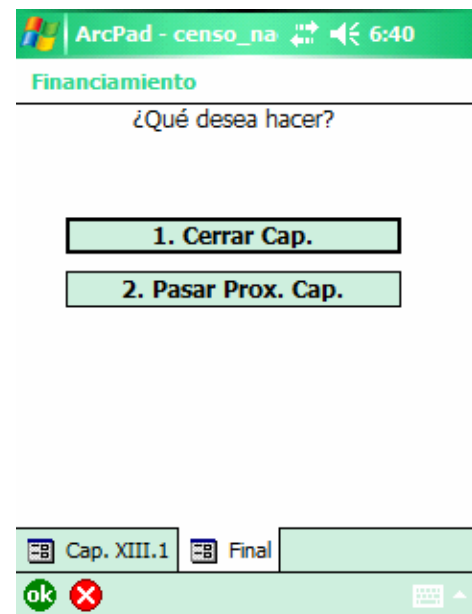 ArcPad - censo_na 6:40
Financiamiento
¿Qué desea hacer?
1. Cerrar Cap.
2. Pasar Prox. Cap.
Cap. XIII.1 Final
ok